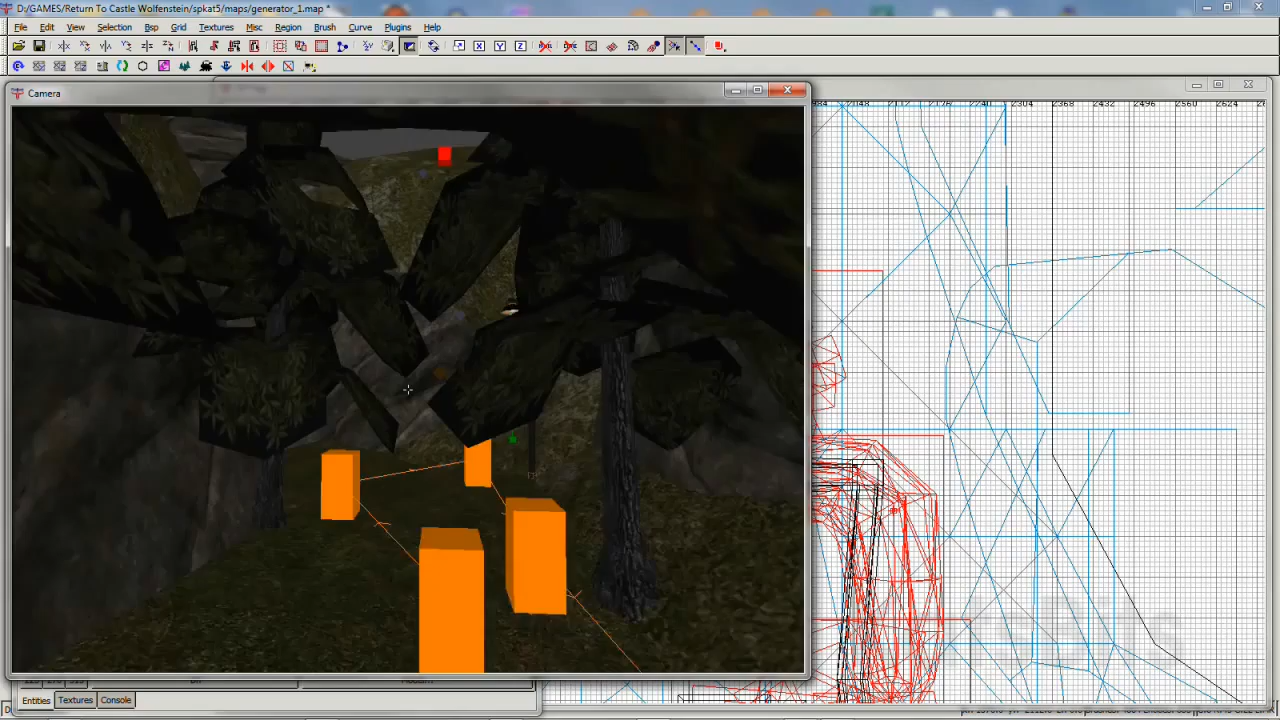 D:/GAMES/Return To Castle Wolfenstein/spkat5/maps/generator_1.map *
File Edit View Selection Bsp Grid Textures Misc Region Brush Curve Plugins Help
Camera
984 2048 2112 2176 2240 2304 2368 2432 2496 2560 2624
Entities Textures Console